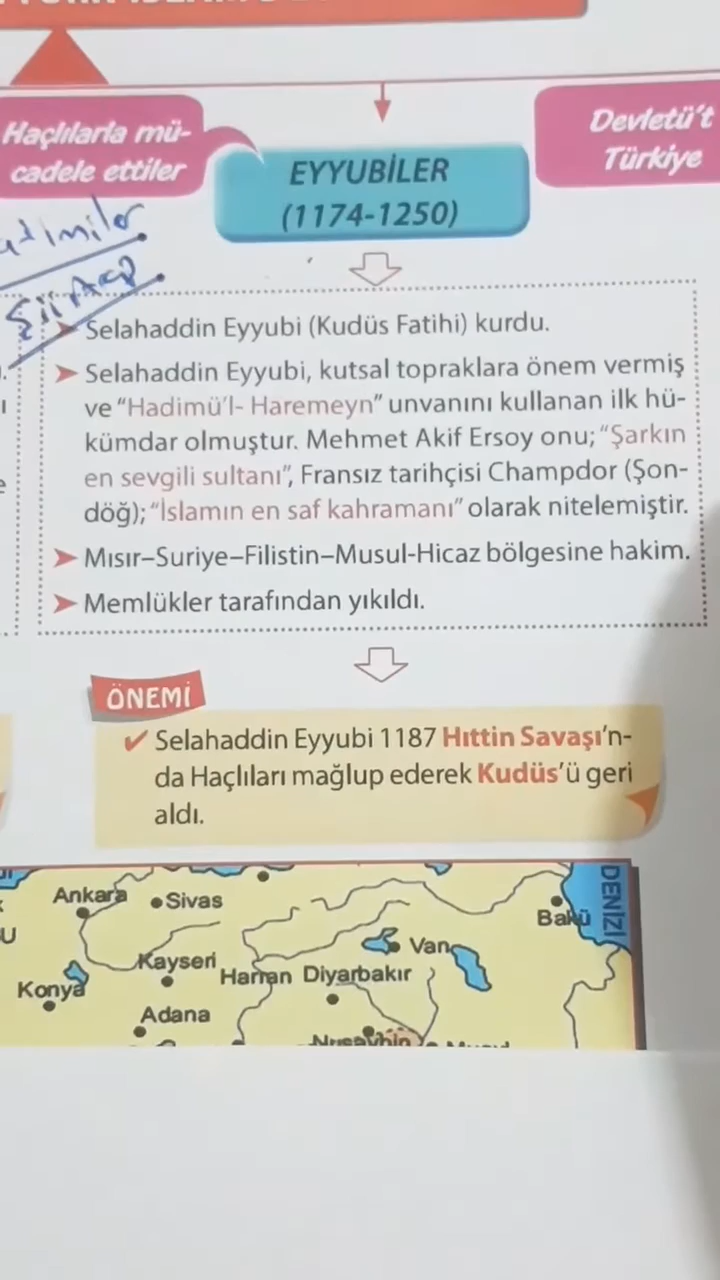 Haçlılarla mü-
cadele ettiler
EYYUBİLER
(1174-1250)
Devletü't
Türkiye
Selahaddin Eyyubi (Kudüs Fatihi) kurdu.
Selahaddin Eyyubi, kutsal topraklara önem vermiş
ve "Hadimü'l- Haremeyn" unvanını kullanan ilk hü-
kümdar olmuştur. Mehmet Akif Ersoy onu; "Şarkın
en sevgili sultanı", Fransız tarihçisi Champdor (Şon-
döğ); "İslamın en saf kahramanı" olarak nitelemiştir.
Mısır–Suriye–Filistin–Musul-Hicaz bölgesine hakim.
Memlükler tarafından yıkıldı.
ÖNEMİ
✔ Selahaddin Eyyubi 1187 Hıttin Savaşı'n-
da Haçlıları mağlup ederek Kudüs'ü geri
aldı.
DENİZİ
Ankara
Sivas
Bakü
Van
Kayseri
Harran Diyarbakır
Konya
Adana